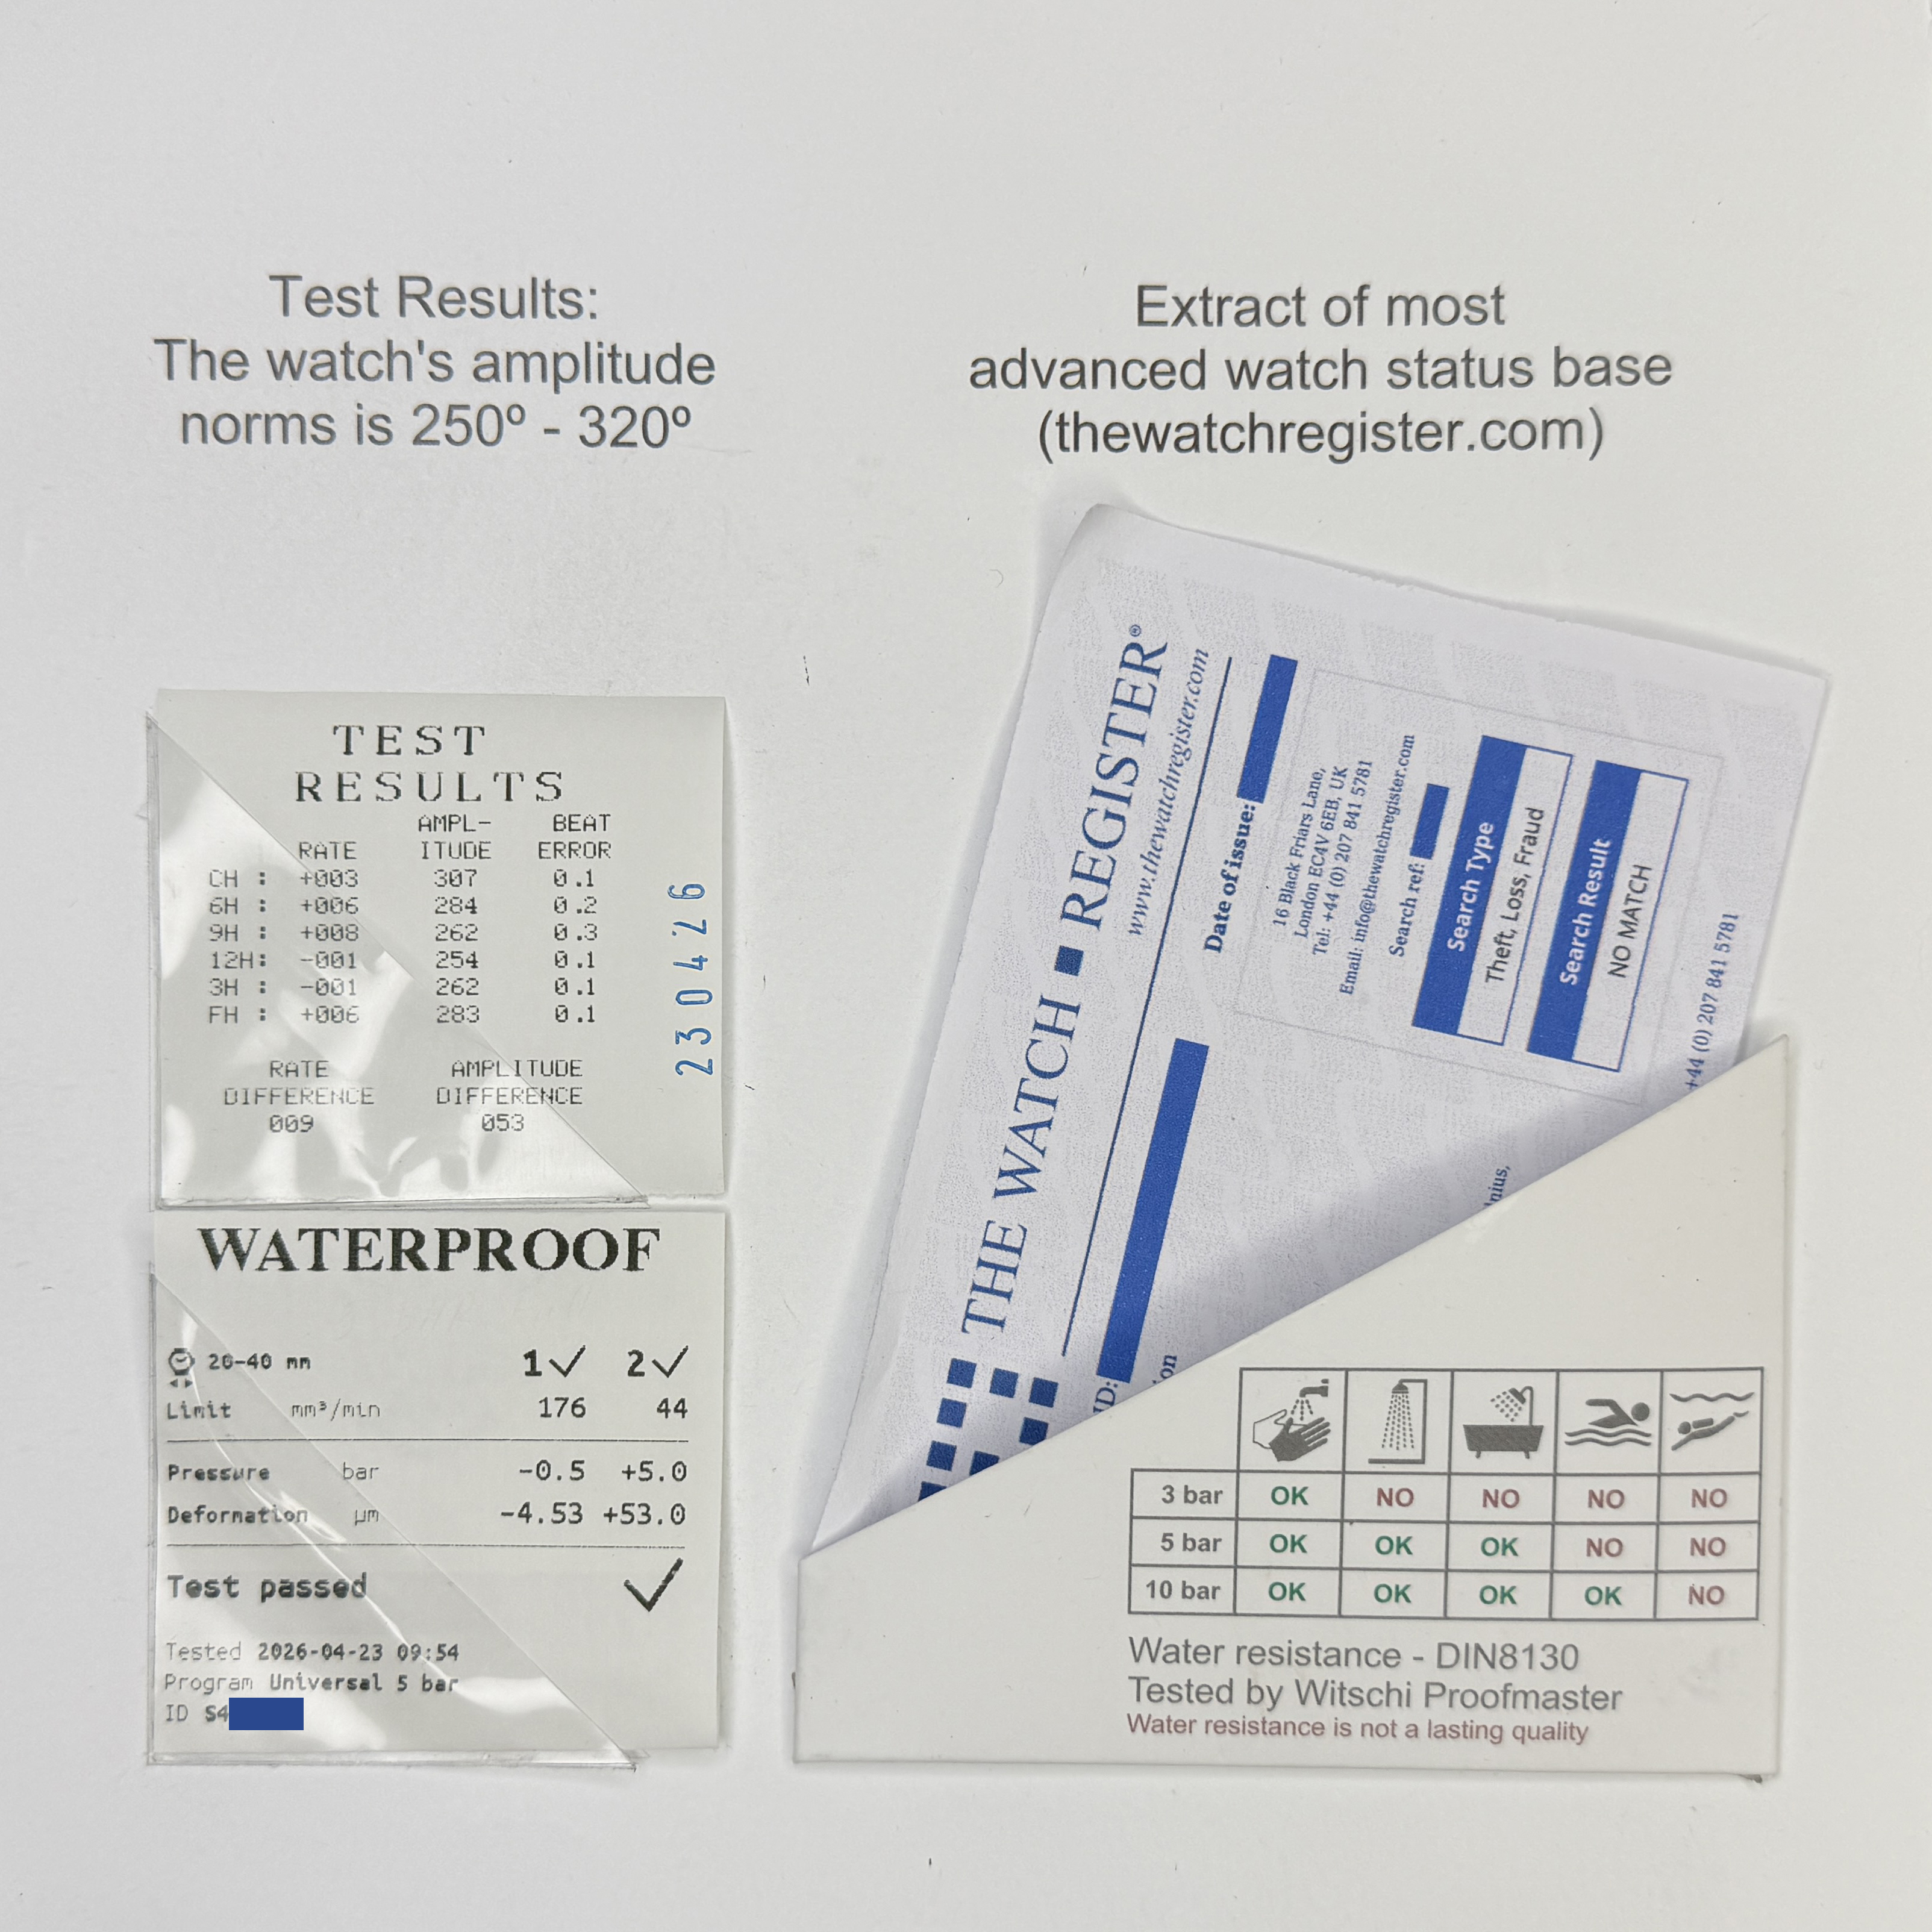 Test Results:
The watch's amplitude
norms is 250º - 320º
Extract of most
advanced watch status base
(thewatchregister.com)
TEST
RESULTS
RATE AMPL-ITUDE BEAT ERROR
CH : +003 307 0.1
6H : +006 284 0.2
9H : +008 262 0.3
12H: -001 254 0.1
3H : -001 262 0.1
FH : +006 283 0.1
RATE AMPLITUDE
DIFFERENCE DIFFERENCE
009 053
230426
WATERPROOF
20-40 mm 1 2
Limit mm³/min 176 44
Pressure bar -0.5 +5.0
Deformation µm -4.53 +53.0
Test passed
Tested 2026-04-23 09:54
Program Universal 5 bar
ID S4
THE WATCH REGISTER®
www.thewatchregister.com
Date of issue:
16 Black Friars Lane,
London EC4V 6EB, UK
Tel: +44 (0) 207 841 5781
Email: info@thewatchregister.com
Search ref:
Search Type
Theft, Loss, Fraud
Search Result
NO MATCH
+44 (0) 207 841 5781
ID:
ion
nius,
3 bar OK NO NO NO NO
5 bar OK OK OK NO NO
10 bar OK OK OK OK NO
Water resistance - DIN8130
Tested by Witschi Proofmaster
Water resistance is not a lasting quality